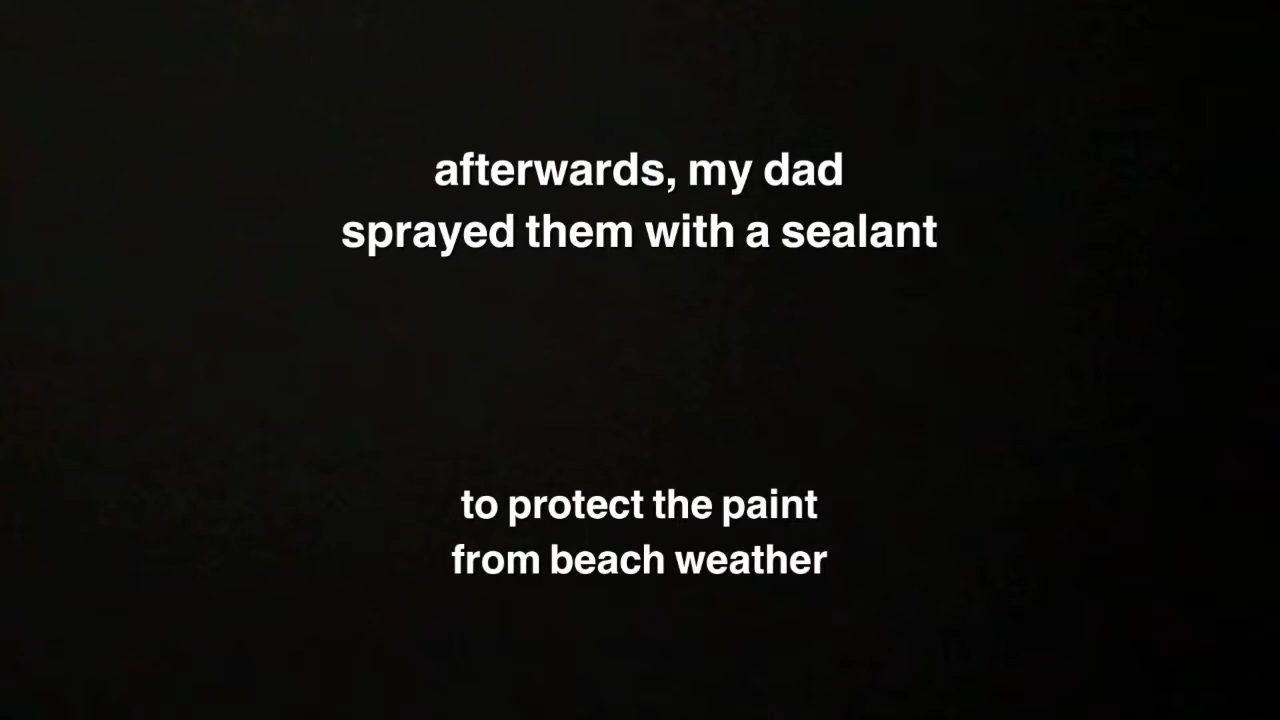 afterwards, my dad
sprayed them with a sealant
to protect the paint
from beach weather